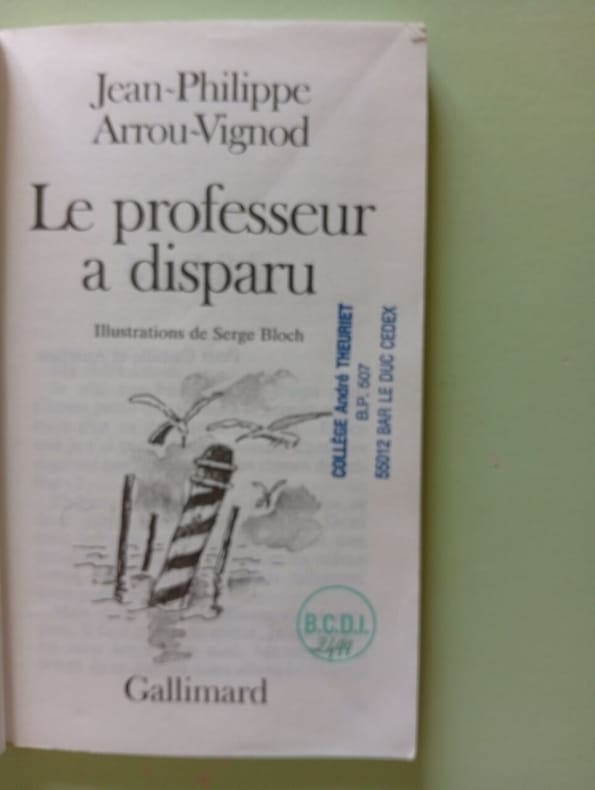 Jean-Philippe
Arrou-Vignod
Le professeur
a disparu
Illustrations de Serge Bloch
COLLÈGE André THEURIET
B.P. 507
55012 BAR LE DUC CEDEX
B.C.D.I.
Gallimard